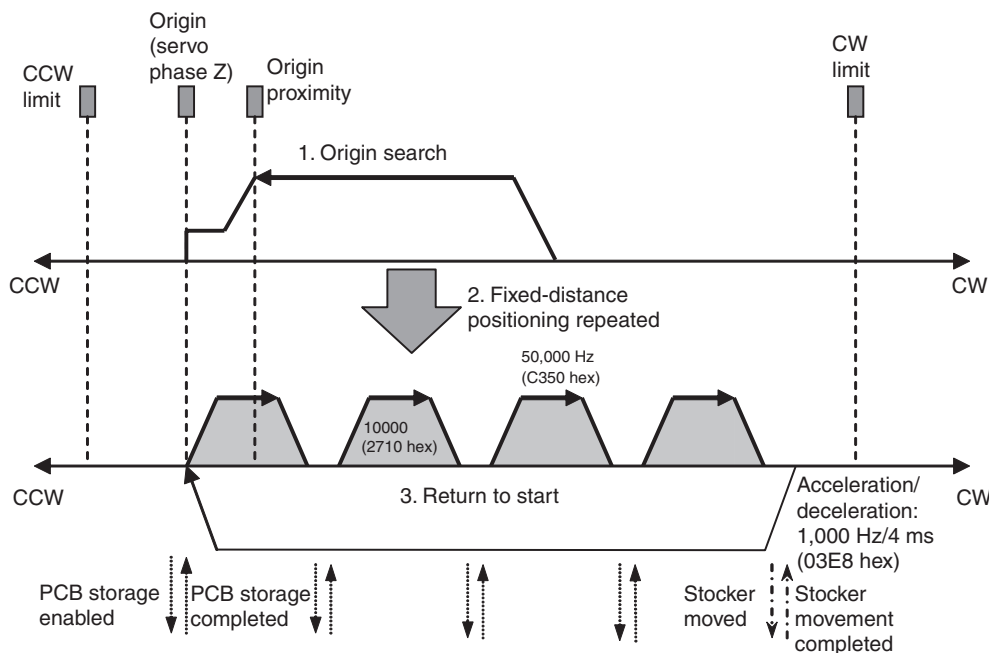 Origin
(servo
phase Z)
CCW
limit
Origin
proximity
CW
limit
1. Origin search
CCW
CW
2. Fixed-distance
positioning repeated
50,000 Hz
(C350 hex)
10000
(2710 hex)
CCW
3. Return to start
CW
Acceleration/
deceleration:
1,000 Hz/4 ms
(03E8 hex)
PCB storage
enabled
PCB storage
completed
Stocker
moved
Stocker
movement
completed